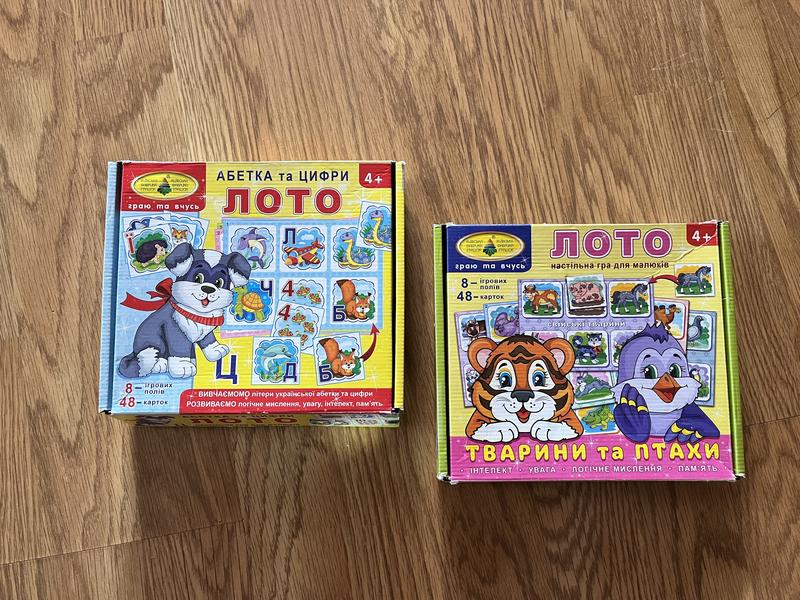 АБЕТКА та ЦИФРИ
4+
граю та вчусь
ЛОТО
Л
Ч
4
4
Б
Ц
Д
Б
8 – ігрових полів
48 – карток
ВИВЧАЄМОМО літери української абетки та цифри
РОЗВИВАЄМО логічне мислення, увагу, інтелект, пам'ять
ЛОТО
ЛОТО
4+
граю та вчусь
настільна гра для малюків
8 – ігрових полів
48 – карток
свійські тварини
ТВАРИНИ та ПТАХИ
ІНТЕЛЕКТ • УВАГА • ЛОГІЧНЕ МИСЛЕННЯ • ПАМ'ЯТЬ